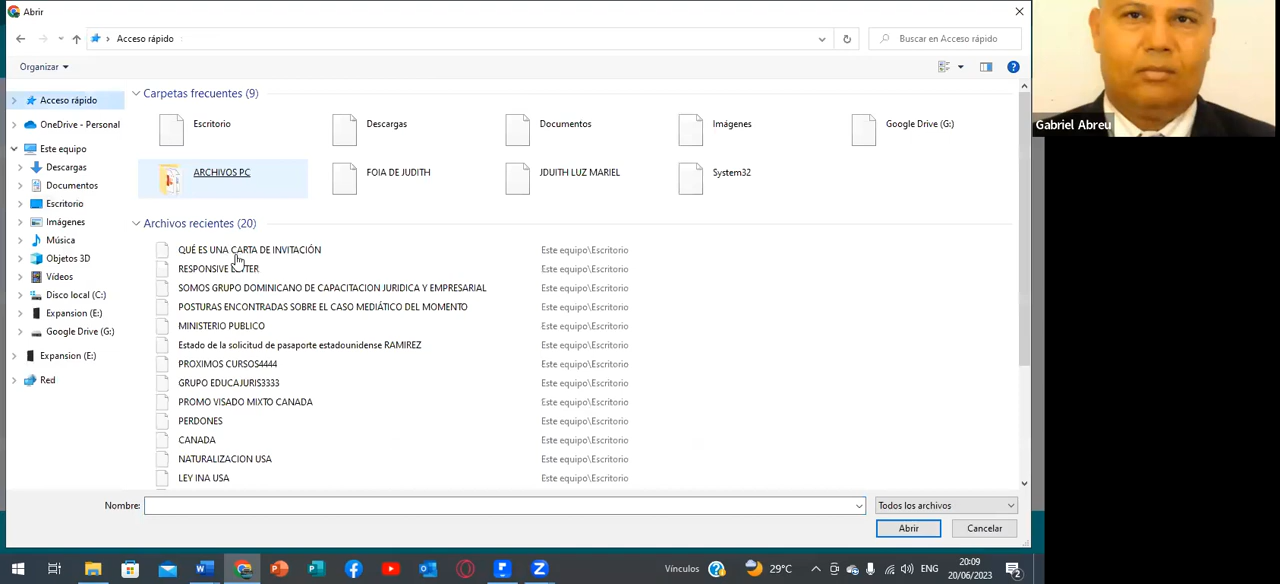 Abrir
Acceso rápido
Buscar en Acceso rápido
Organizar
Acceso rápido
OneDrive - Personal
Este equipo
Descargas
Documentos
Escritorio
Imágenes
Música
Objetos 3D
Vídeos
Disco local (C:)
Expansion (E:)
Google Drive (G:)
Expansion (E:)
Red
Carpetas frecuentes (9)
Escritorio
Descargas
Documentos
Imágenes
Google Drive (G:)
ARCHIVOS PC
FOIA DE JUDITH
JDUITH LUZ MARIEL
System32
Archivos recientes (20)
QUÉ ES UNA CARTA DE INVITACIÓN Este equipo\Escritorio
RESPONSIVE Este equipo\Escritorio
SOMOS GRUPO DOMINICANO DE CAPACITACION JURIDICA Y EMPRESARIAL Este equipo\Escritorio
POSTURAS ENCONTRADAS SOBRE EL CASO MEDIÁTICO DEL MOMENTO Este equipo\Escritorio
MINISTERIO PUBLICO Este equipo\Escritorio
Estado de la solicitud de pasaporte estadounidense RAMIREZ Este equipo\Escritorio
PROXIMOS CURSOS4444 Este equipo\Escritorio
GRUPO EDUCAJURIS3333 Este equipo\Escritorio
PROMO VISADO MIXTO CANADA Este equipo\Escritorio
PERDONES Este equipo\Escritorio
CANADA Este equipo\Escritorio
NATURALIZATION USA Este equipo\Escritorio
LEY INA USA Este equipo\Escritorio
Nombre:
Todos los archivos
Abrir
Cancelar
Gabriel Abreu
Vínculos
29°C
ENG
20:09
20/06/2023
2